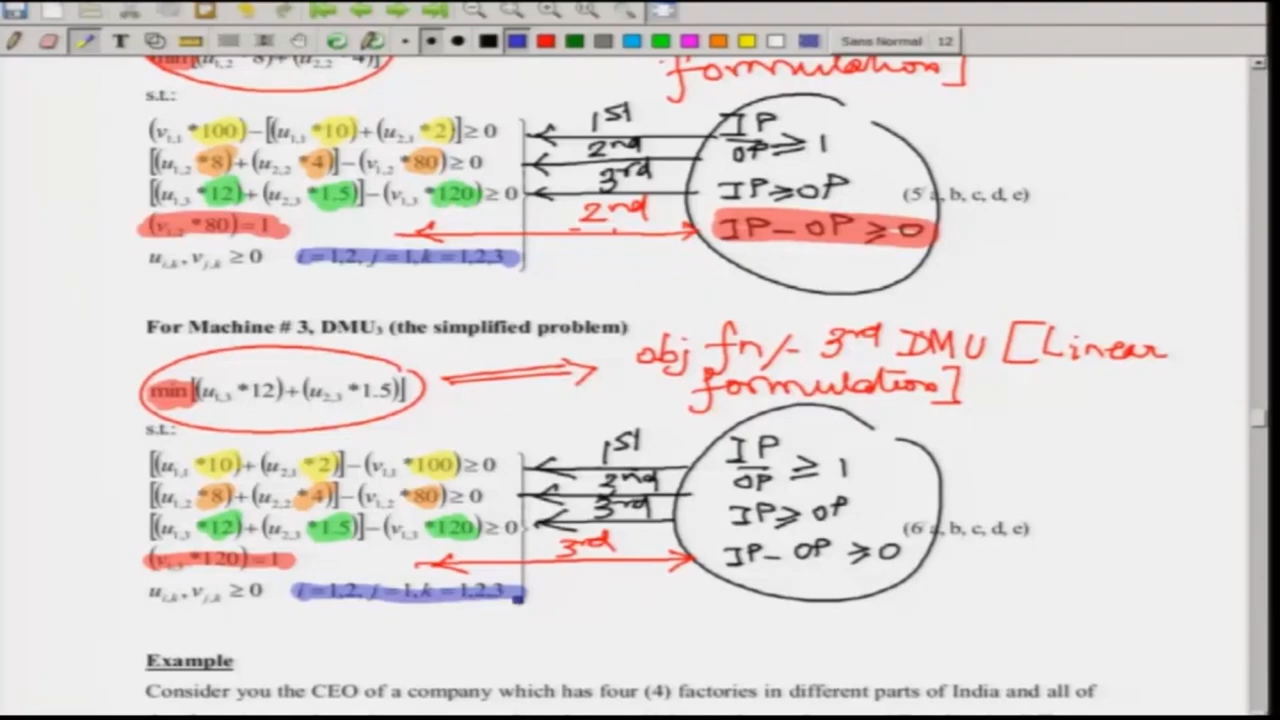 Sans Normal 12
min[(u₁,₂ *8)+(u₂,₂ *4)]
formulation]
s.t.:
(v₁,₁ *100)−[(u₁,₁ *10)+(u₂,₁ *2)]≥0
1st
IP/OP ≥ 1
[(u₁,₂ *8)+(u₂,₂ *4)]−(v₁,₂ *80)≥0
2nd
[(u₁,₃ *12)+(u₂,₃ *1.5)]−(v₁,₃ *120)≥0
3rd
IP≥OP
(5 a, b, c, d, e)
(v₁,₂ *80)=1
2nd
IP−OP≥0
uᵢ,ₖ, vⱼ,ₖ ≥0 i=1,2, j=1, k=1,2,3
For Machine # 3, DMU₃ (the simplified problem)
obj fn/- 3rd DMU [Linear
formulation]
min[(u₁,₃ *12)+(u₂,₃ *1.5)]
s.t.:
[(u₁,₁ *10)+(u₂,₁ *2)]−(v₁,₁ *100)≥0
1st
IP/OP ≥ 1
[(u₁,₂ *8)+(u₂,₂ *4)]−(v₁,₂ *80)≥0
2nd
[(u₁,₃ *12)+(u₂,₃ *1.5)]−(v₁,₃ *120)≥0
3rd
IP≥OP
(6 a, b, c, d, e)
(v₁,₃ *120)=1
3rd
IP−OP≥0
uᵢ,ₖ, vⱼ,ₖ ≥0 i=1,2, j=1, k=1,2,3
Example
Consider you the CEO of a company which has four (4) factories in different parts of India and all of